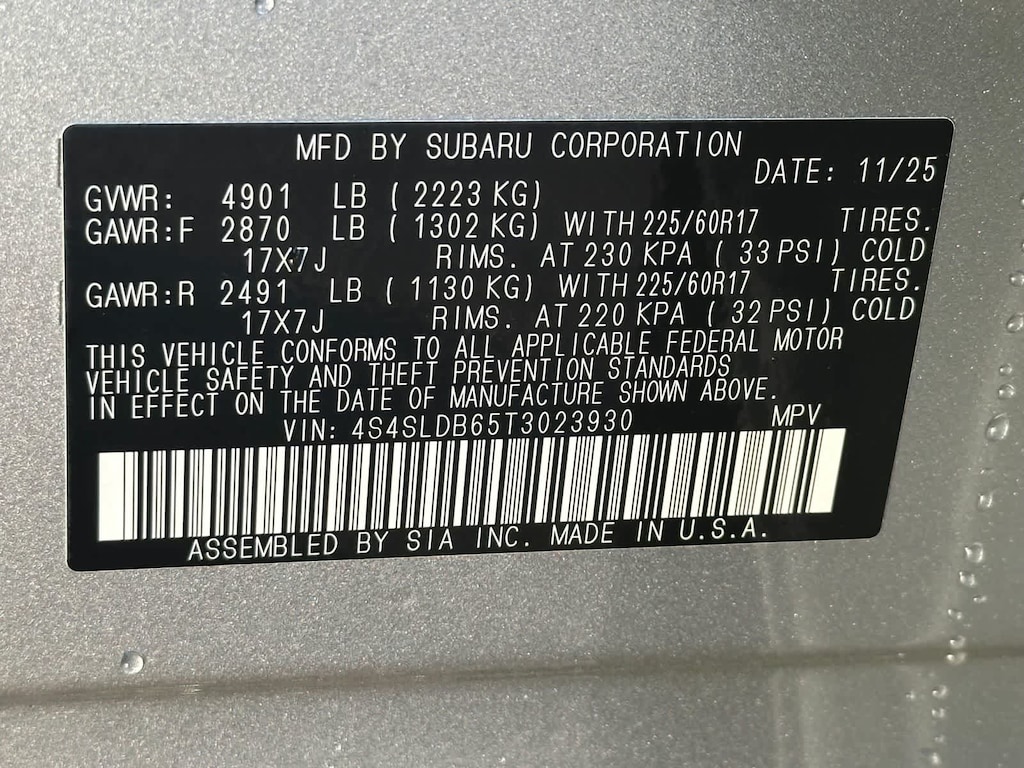 MFD BY SUBARU CORPORATION
DATE: 11/25
GVWR: 4901 LB ( 2223 KG)
GAWR:F 2870 LB ( 1302 KG) WITH 225/60R17 TIRES.
17X7J RIMS. AT 230 KPA ( 33 PSI) COLD
GAWR:R 2491 LB ( 1130 KG) WITH 225/60R17 TIRES.
17X7J RIMS. AT 220 KPA ( 32 PSI) COLD
THIS VEHICLE CONFORMS TO ALL APPLICABLE FEDERAL MOTOR
VEHICLE SAFETY AND THEFT PREVENTION STANDARDS
IN EFFECT ON THE DATE OF MANUFACTURE SHOWN ABOVE.
VIN: 4S4SLDB65T3023930 MPV
ASSEMBLED BY SIA INC. MADE IN U.S.A.